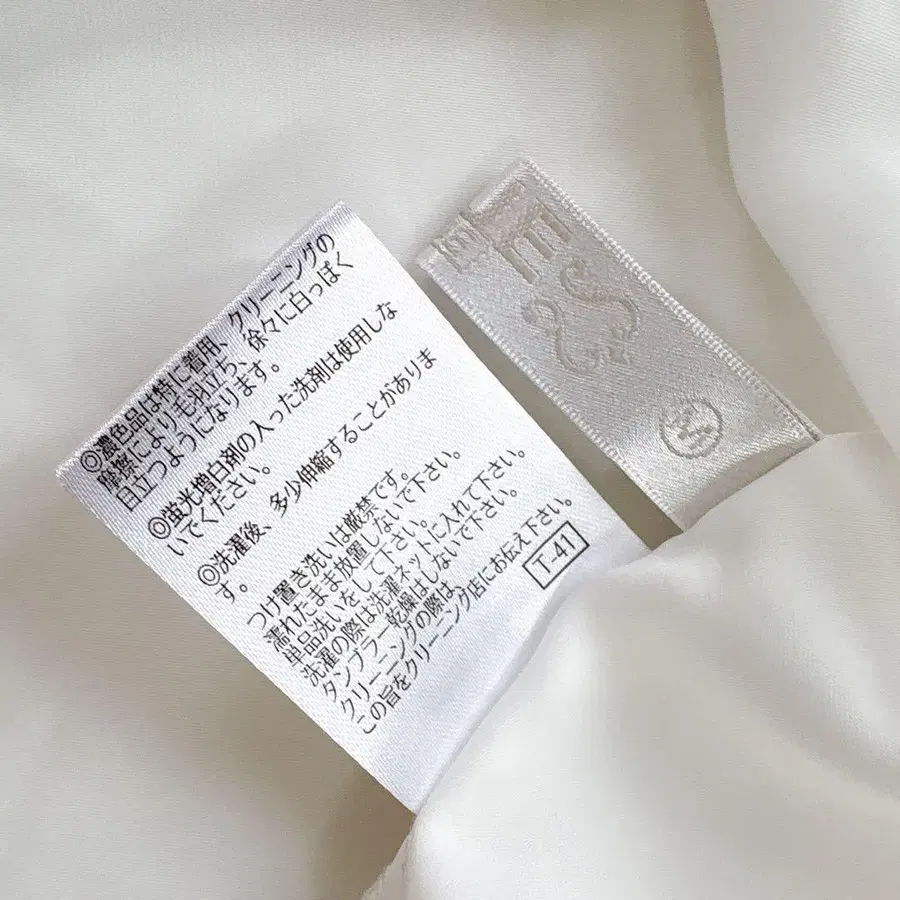 ◎濃色品は特に着用、クリーニングの
摩擦により毛羽立ち、徐々に白っぽく
目立つようになります。
◎蛍光増白剤の入った洗剤は使用しな
いでください。
◎洗濯後、多少伸縮することがありま
す。
つけ置き洗いは厳禁です。
濡れたまま放置しないで下さい。
単品洗いをして下さい。
洗濯の際は洗濯ネットに入れて下さい。
タンブラー乾燥はしないで下さい。
クリーニングの際は、
この旨をクリーニング店にお伝え下さい。
T-41